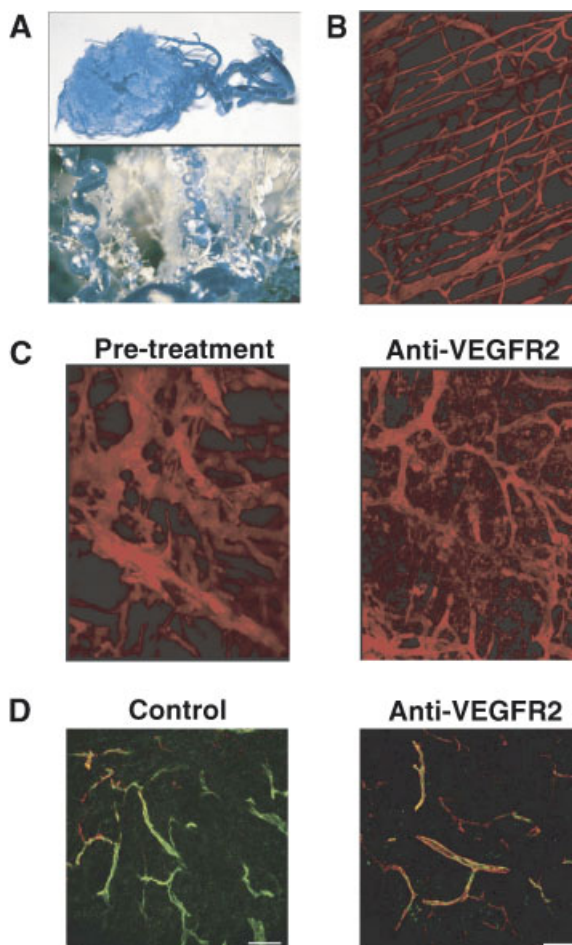 A
B
C
Pre-treatment
Anti-VEGFR2
D
Control
Anti-VEGFR2